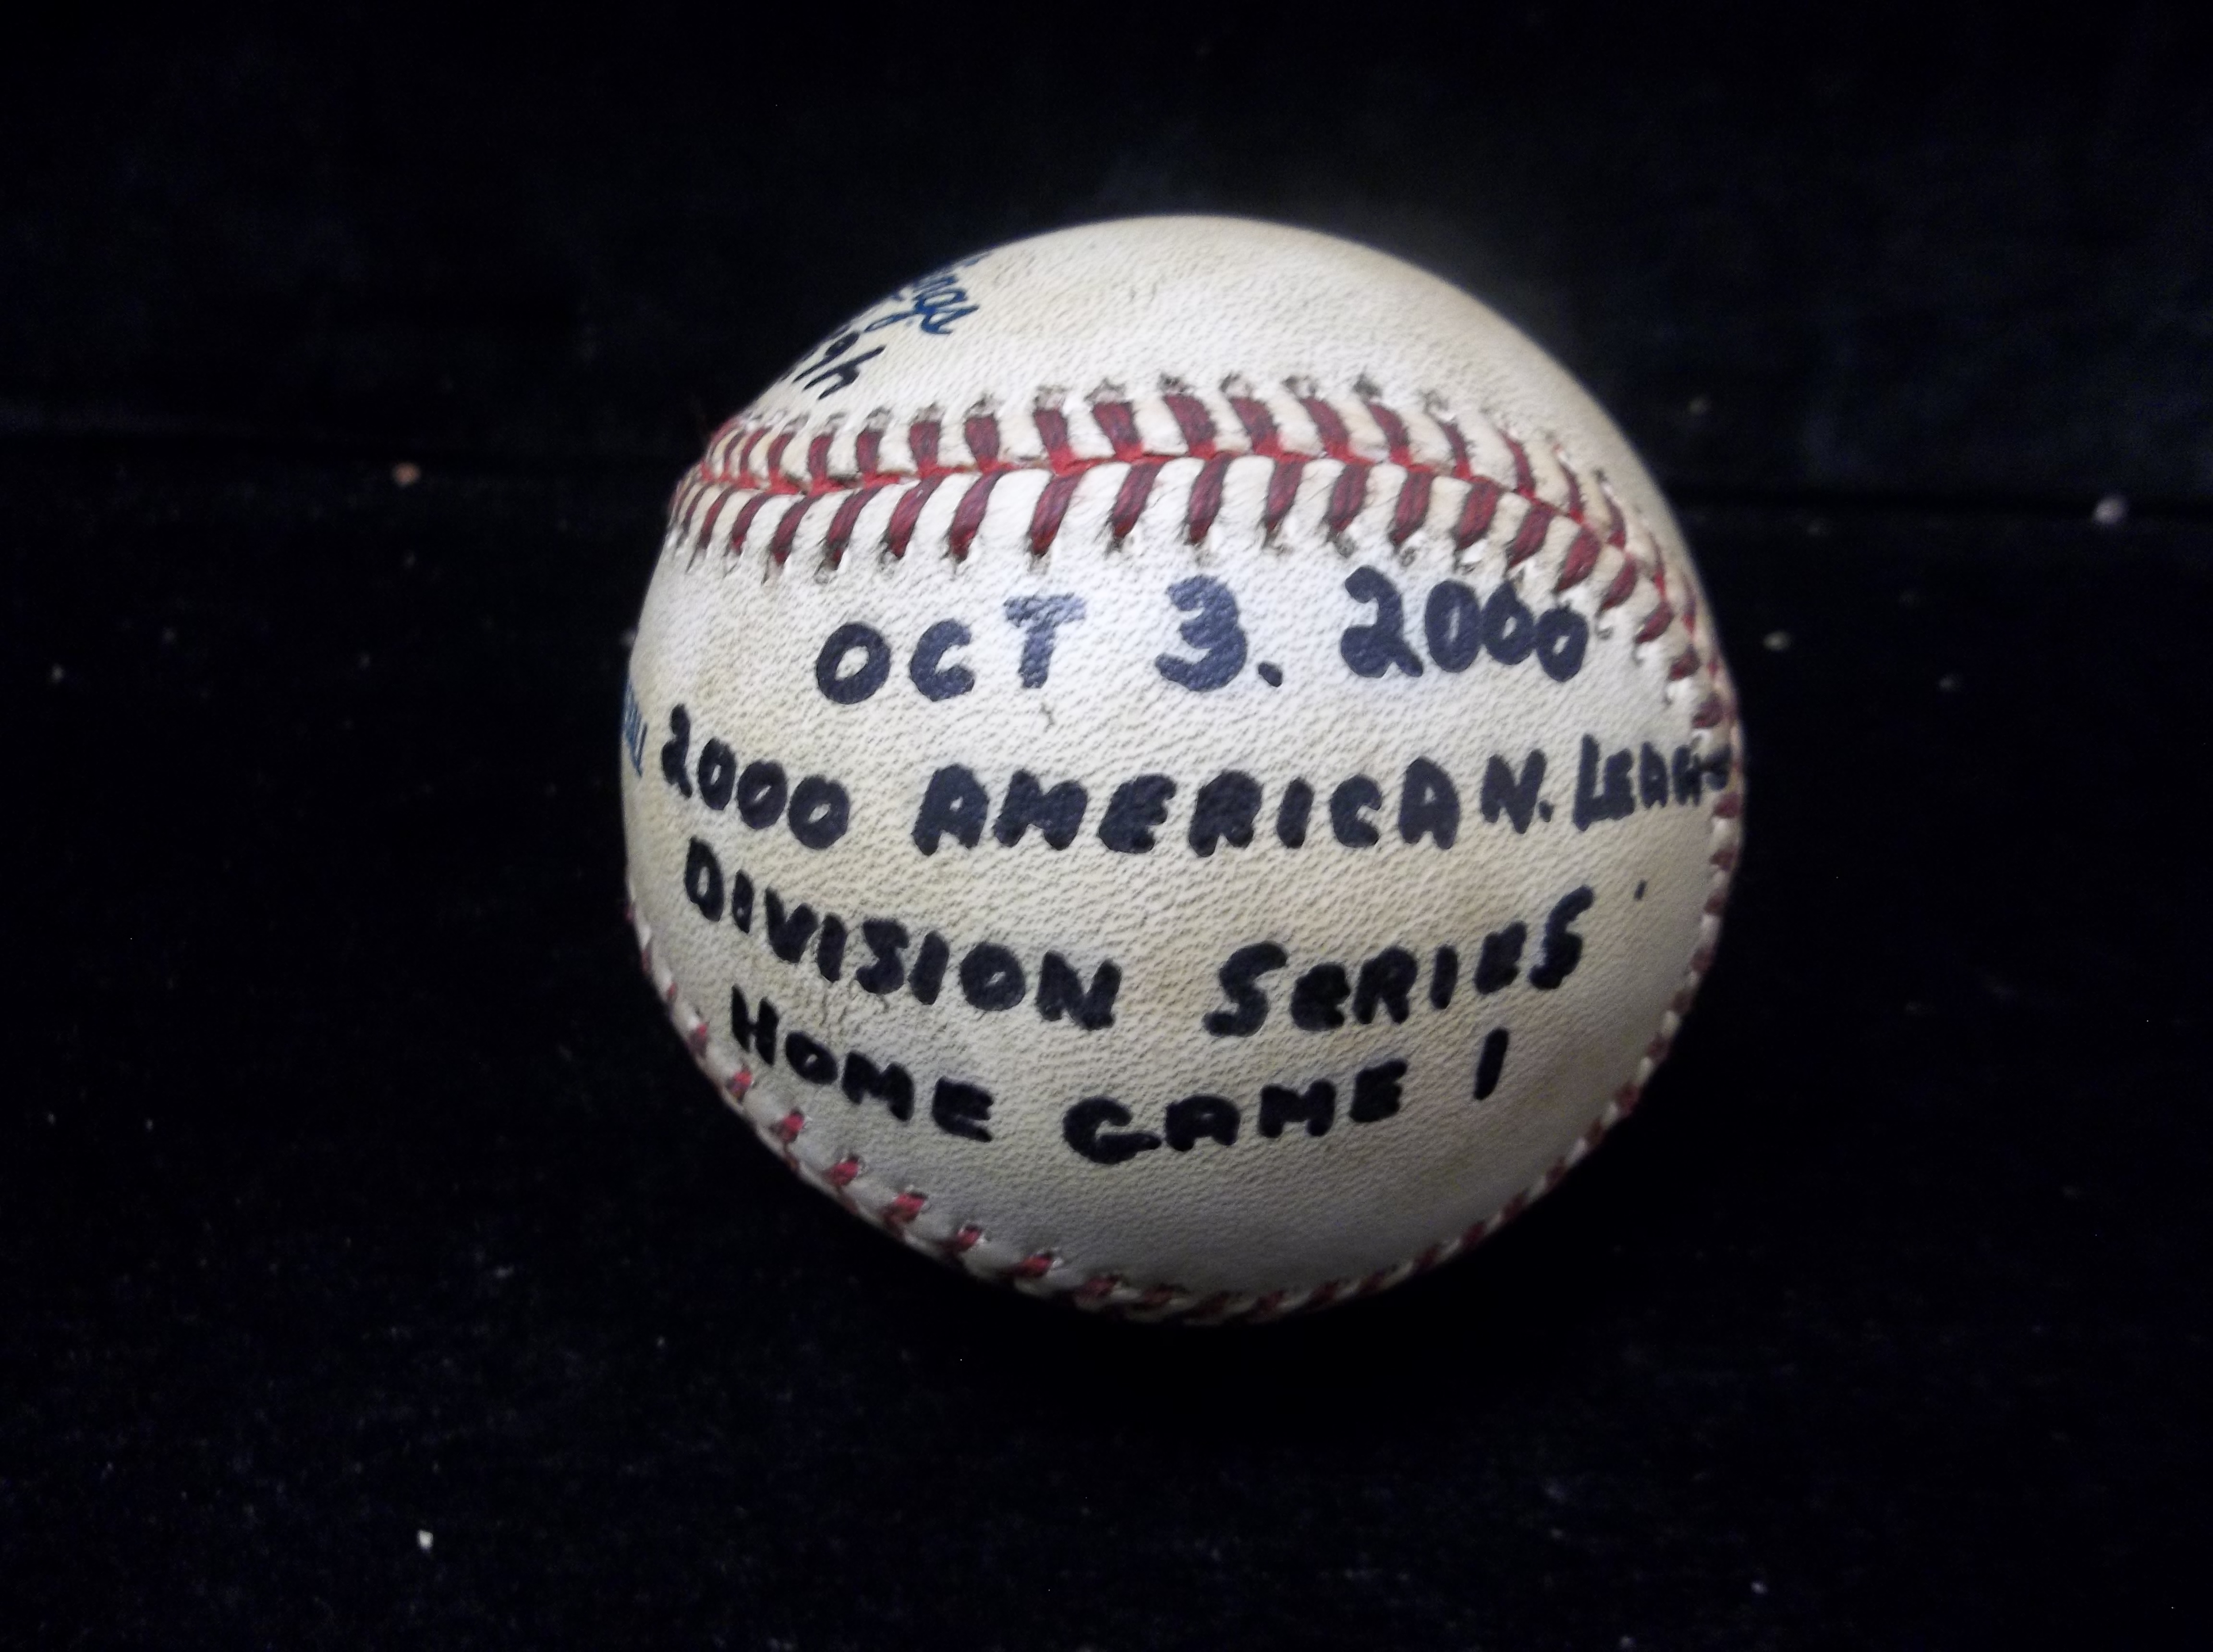 OCT 3. 2000
2000 AMERICAN. LEAGUE
DIVISION SERIES
HOME GAME 1